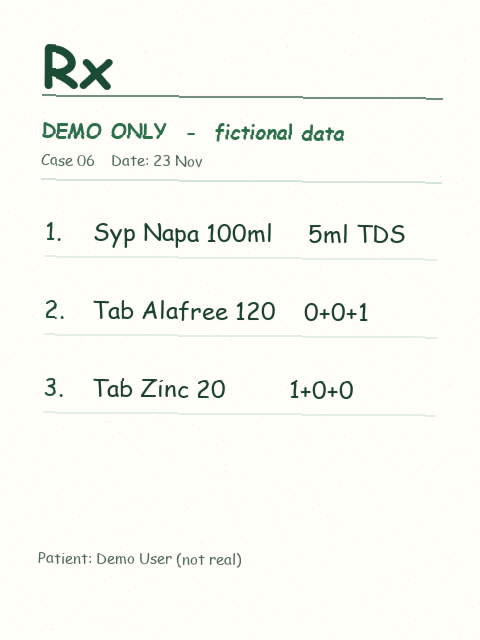 Rx
DEMO ONLY - fictional data
Case 06 Date: 23 Nov
1. Syp Napa 100ml 5ml TDS
2. Tab Alafree 120 0+0+1
3. Tab Zinc 20 1+0+0
Patient: Demo User (not real)